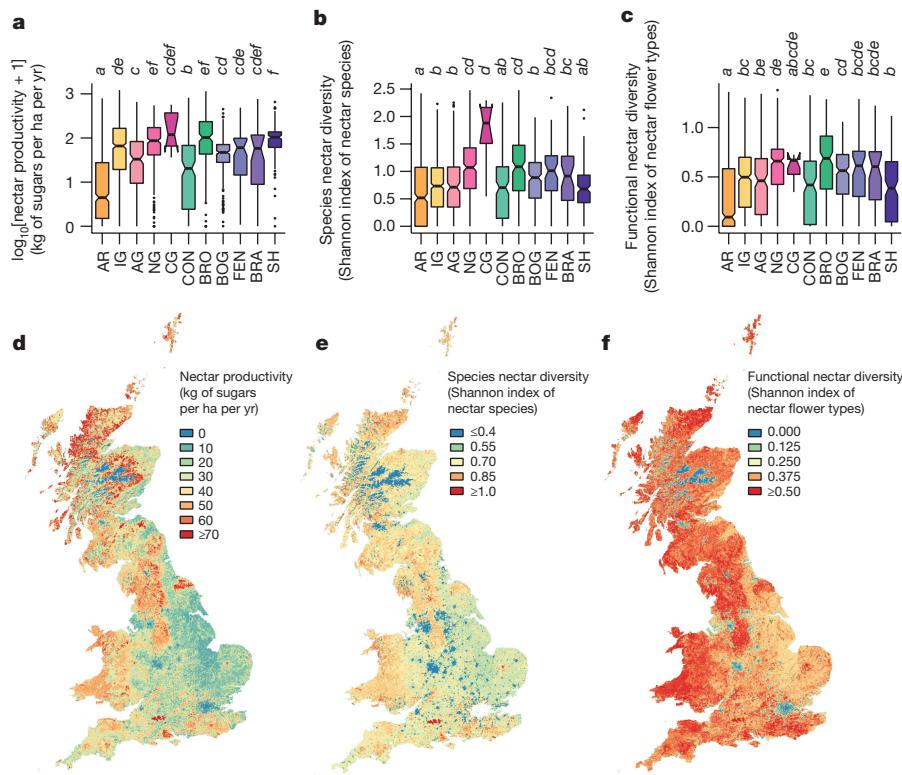 a
log10[nectar productivity + 1]
(kg of sugars per ha per yr)
3
2
1
0
a de c ef cdef b ef cd cde cdef f
AR IG AG NG CG CON BRO BOG FEN BRA SH
b
Species nectar diversity
(Shannon index of nectar species)
2.5
2.0
1.5
1.0
0.5
0.0
a b b c d ab cd b bcd bc ab
AR IG AG NG CG CON BRO BOG FEN BRA SH
c
Functional nectar diversity
(Shannon index of nectar flower types)
1.0
0.5
0.0
a bc be de abcde bc e cd bcde bcde b
AR IG AG NG CG CON BRO BOG FEN BRA SH
d
Nectar productivity
(kg of sugars
per ha per yr)
0
10
20
30
40
50
60
≥70
e
Species nectar diversity
(Shannon index of
nectar species)
≤0.4
0.55
0.70
0.85
≥1.0
f
Functional nectar diversity
(Shannon index of
nectar flower types)
0.000
0.125
0.250
0.375
≥0.50